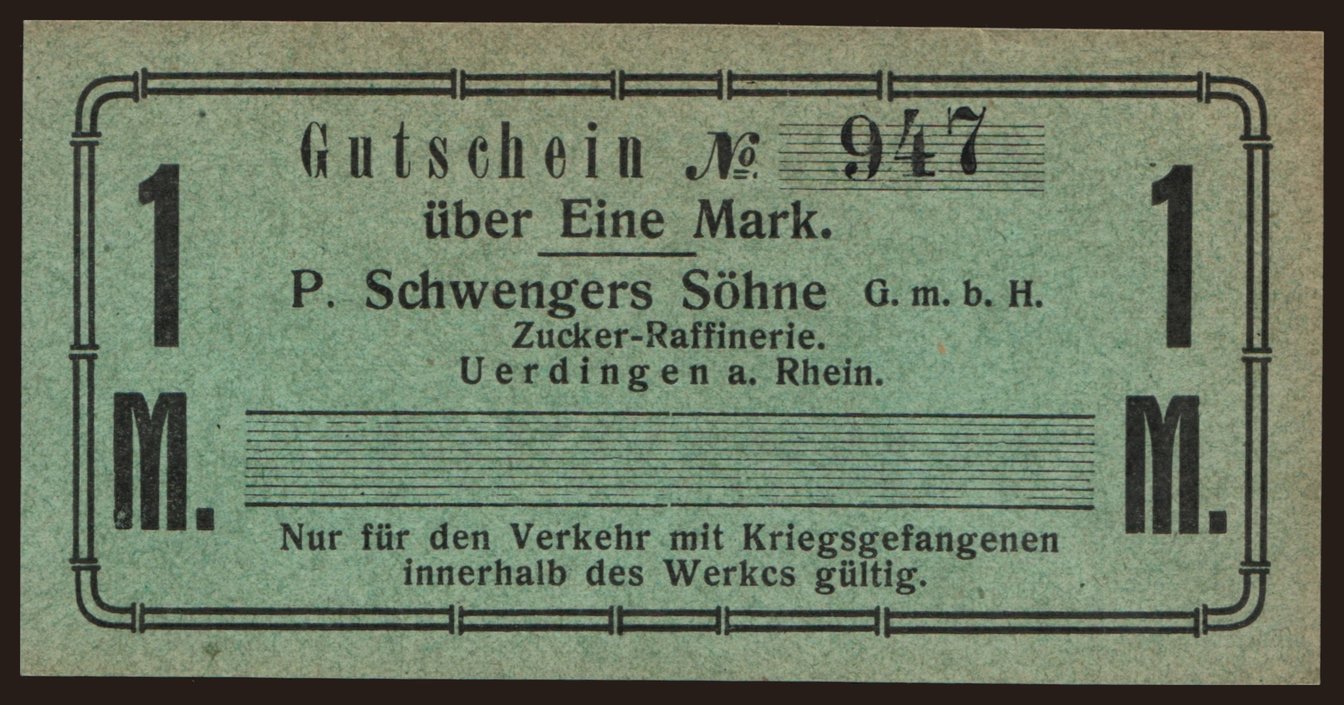 Gutschein № 947
über Eine Mark.
P. Schwengers Söhne G. m. b. H.
Zucker-Raffinerie.
Uerdingen a. Rhein.
1 M.
1 M.
Nur für den Verkehr mit Kriegsgefangenen
innerhalb des Werkcs gültig.